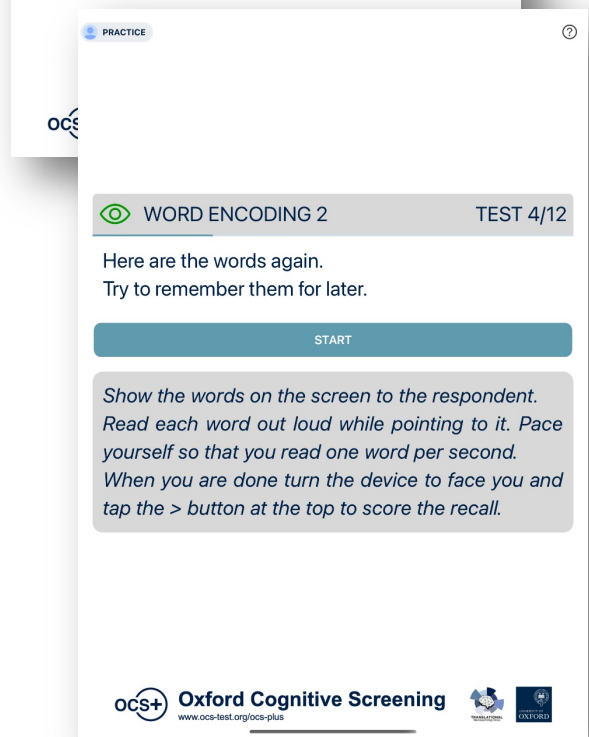 PRACTICE
?
OCS
WORD ENCODING 2 TEST 4/12
Here are the words again.
Try to remember them for later.
START
Show the words on the screen to the respondent.
Read each word out loud while pointing to it. Pace
yourself so that you read one word per second.
When you are done turn the device to face you and
tap the > button at the top to score the recall.
OCS+ Oxford Cognitive Screening
www.ocs-test.org/ocs-plus
TRANSLATIONAL
UNIVERSITY OF
OXFORD